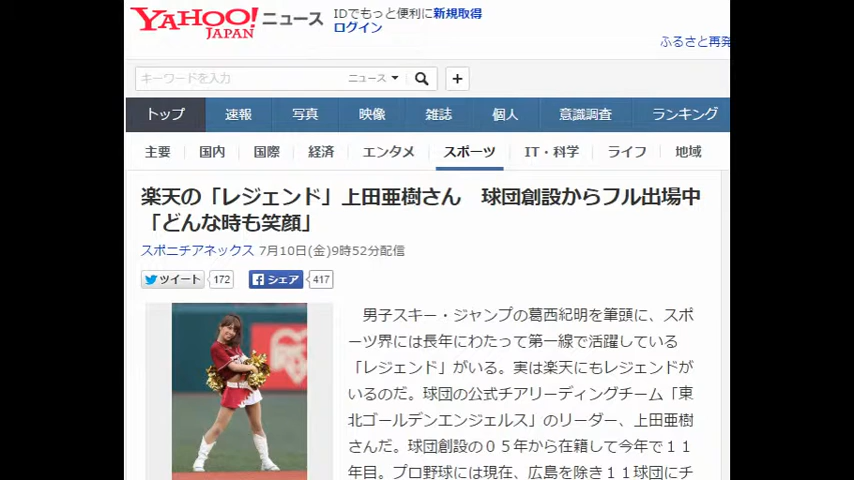 YAHOO! ニュース
JAPAN
IDでもっと便利に新規取得
ログイン
ふるさと再発
キーワードを入力
ニュース
+
トップ 速報 写真 映像 雑誌 個人 意識調査 ランキング
主要 国内 国際 経済 エンタメ スポーツ IT・科学 ライフ 地域
楽天の「レジェンド」上田亜樹さん 球団創設からフル出場中
「どんな時も笑顔」
スポニチアネックス 7月10日(金)9時52分配信
ツイート 172 シェア 417
男子スキー・ジャンプの葛西紀明を筆頭に、スポ
ーツ界には長年にわたって第一線で活躍している
「レジェンド」がいる。実は楽天にもレジェンドが
いるのだ。球団の公式チアリーディングチーム「東
北ゴールデンエンジェルス」のリーダー、上田亜樹
さんだ。球団創設の０５年から在籍して今年で１１
年目。プロ野球には現在、広島を除き１１球団にチ